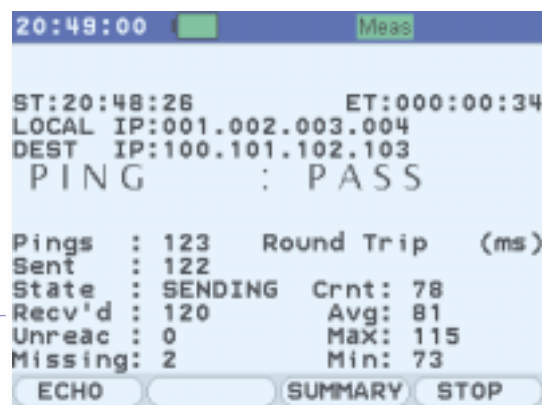 20:49:00 Meas
ST:20:48:26 ET:000:00:34
LOCAL IP:001.002.003.004
DEST IP:100.101.102.103
PING : PASS
Pings : 123 Round Trip (ms)
Sent : 122
State : SENDING Crnt: 78
Recv'd : 120 Avg: 81
Unreac : 0 Max: 115
Missing: 2 Min: 73
ECHO SUMMARY STOP